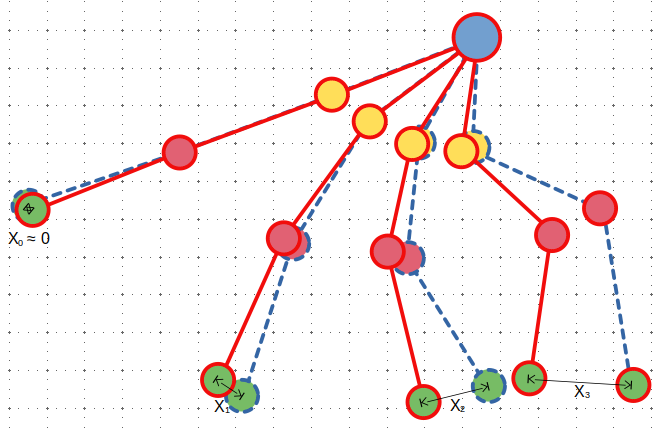 X₀ ≈ 0
X₁
X₂
X₃